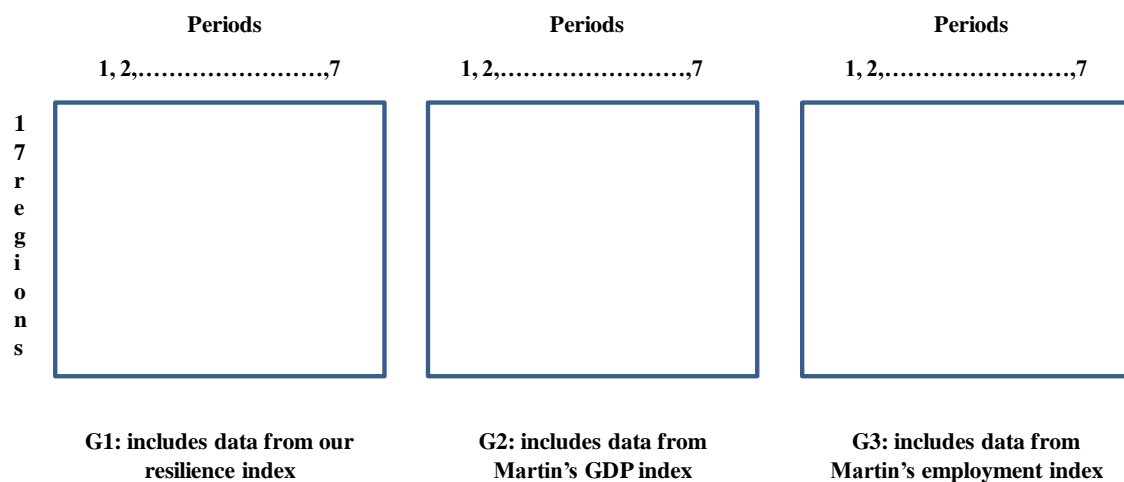 Periods
1, 2,.........................,7
Periods
1, 2,.........................,7
Periods
1, 2,.........................,7
1
7
r
e
g
i
o
n
s
G1: includes data from our
resilience index
G2: includes data from
Martin’s GDP index
G3: includes data from
Martin’s employment index